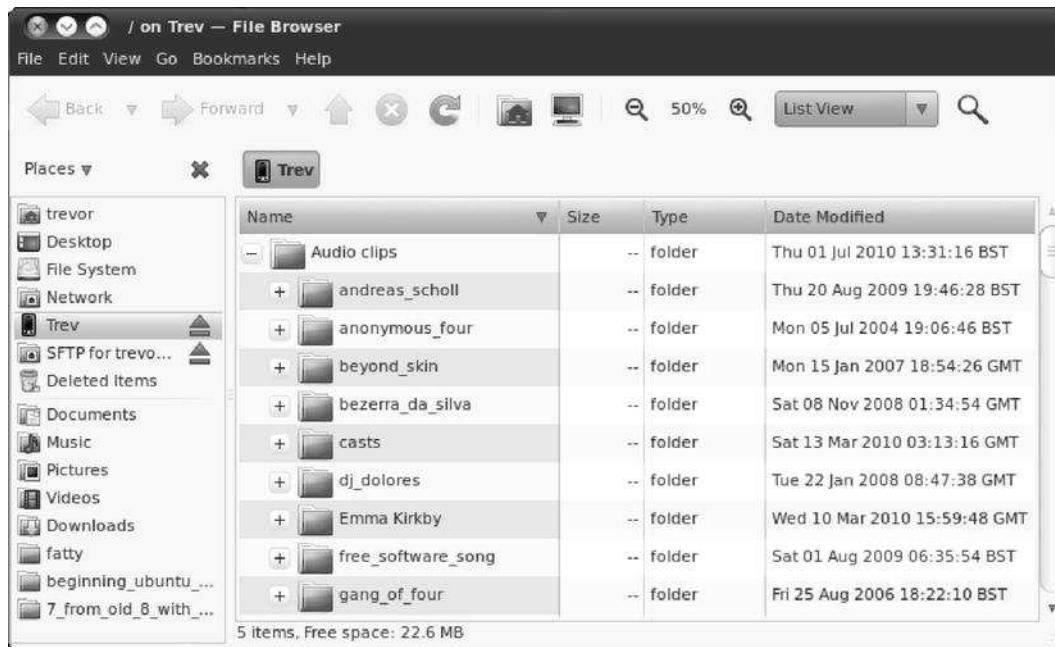 / on Trev — File Browser
File Edit View Go Bookmarks Help
Back Forward 50% List View
Places Trev
trevor
Desktop
File System
Network
Trev
SFTP for trevo...
Deleted Items
Documents
Music
Pictures
Videos
Downloads
fatty
beginning_ubuntu_...
7_from_old_8_with_...
Name Size Type Date Modified
Audio clips -- folder Thu 01 Jul 2010 13:31:16 BST
andreas_scholl -- folder Thu 20 Aug 2009 19:46:28 BST
anonymous_four -- folder Mon 05 Jul 2004 19:06:46 BST
beyond_skin -- folder Mon 15 Jan 2007 18:54:26 GMT
bezerra_da_silva -- folder Sat 08 Nov 2008 01:34:54 GMT
casts -- folder Sat 13 Mar 2010 03:13:16 GMT
dj_dolores -- folder Tue 22 Jan 2008 08:47:38 GMT
Emma Kirkby -- folder Wed 10 Mar 2010 15:59:48 GMT
free_software_song -- folder Sat 01 Aug 2009 06:35:54 BST
gang_of_four -- folder Fri 25 Aug 2006 18:22:10 BST
5 items, Free space: 22.6 MB